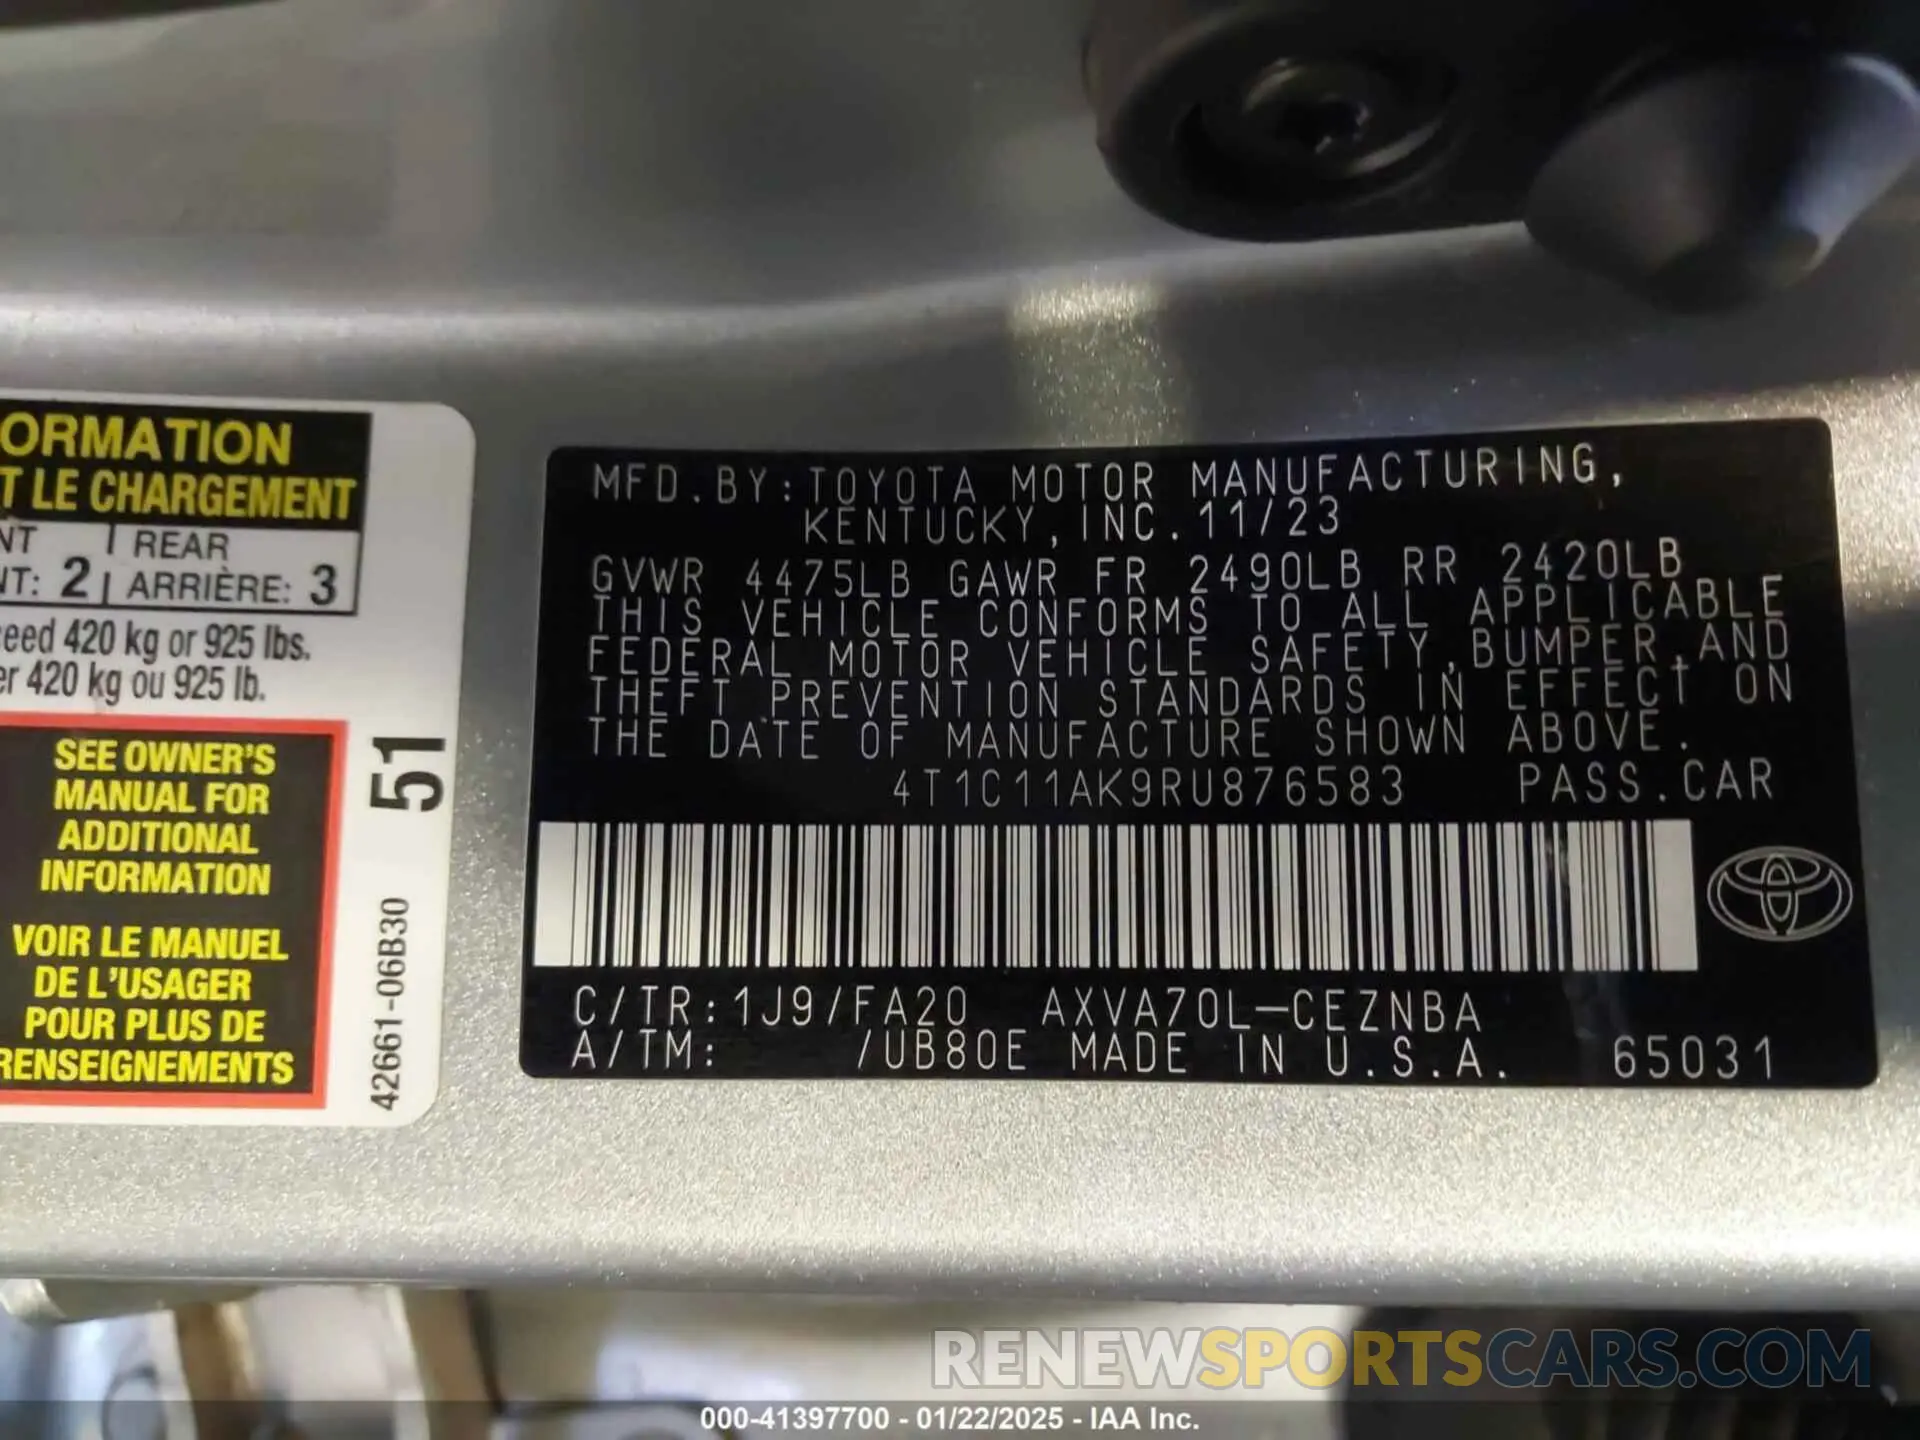 ORMATION
T LE CHARGEMENT
NT | REAR
NT: 2 | ARRIÈRE: 3
eed 420 kg or 925 lbs.
er 420 kg ou 925 lb.
SEE OWNER'S
MANUAL FOR
ADDITIONAL
INFORMATION
VOIR LE MANUEL
DE L'USAGER
POUR PLUS DE
RENSEIGNEMENTS
51
42661-06B30
MFD.BY:TOYOTA MOTOR MANUFACTURING,
KENTUCKY,INC.11/23
GVWR 4475LB GAWR FR 2490LB RR 2420LB
THIS VEHICLE CONFORMS TO ALL APPLICABLE
FEDERAL MOTOR VEHICLE SAFETY,BUMPER,AND
THEFT PREVENTION STANDARDS IN EFFECT ON
THE DATE OF MANUFACTURE SHOWN ABOVE.
4T1C11AK9RU876583 PASS.CAR
C/TR:1J9/FA20 AXVA70L-CEZNBA
A/TM: /UB80E MADE IN U.S.A. 65031
RENEWSPORTSCARS.COM
000-41397700 - 01/22/2025 - IAA Inc.